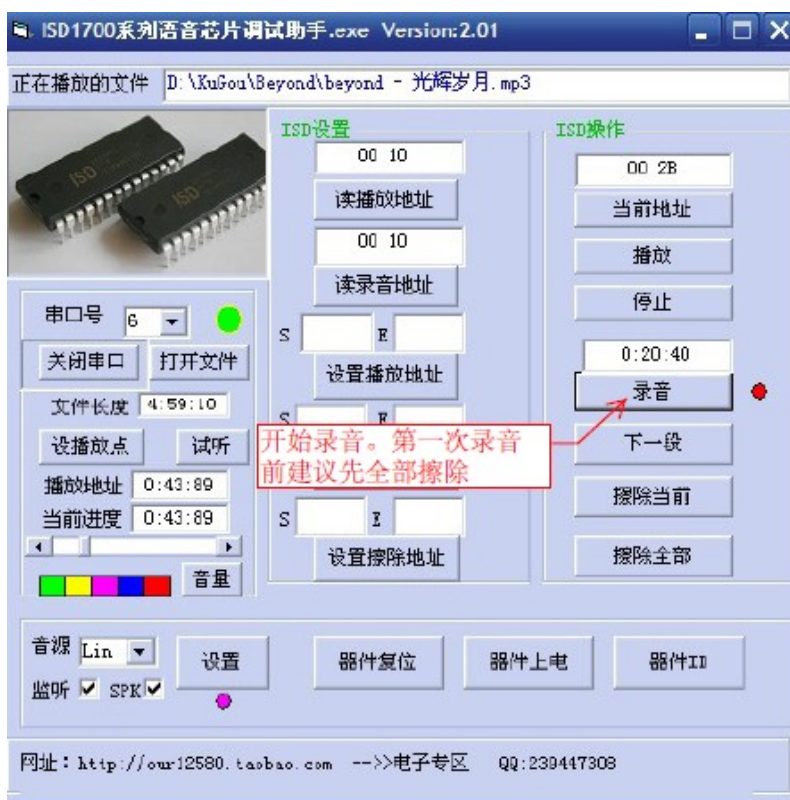 ISD1700系列语音芯片调试助手.exe Version:2.01
正在播放的文件 D:\KuGou\Beyond\beyond - 光辉岁月.mp3
ISD
ISD
串口号 6
关闭串口 打开文件
文件长度 4:59:10
设播放点 试听
播放地址 0:43:89
当前进度 0:43:89
音量
ISD设置
00 10
读播放地址
00 10
读录音地址
S E
设置播放地址
S E
开始录音。第一次录音
前建议先全部擦除
S E
设置擦除地址
ISD操作
00 2B
当前地址
播放
停止
0:20:40
录音
下一段
擦除当前
擦除全部
音源 Lin
监听 SPK
设置
器件复位
器件上电
器件ID
网址：http://our12580.taobao.com -->>电子专区 QQ:239447308